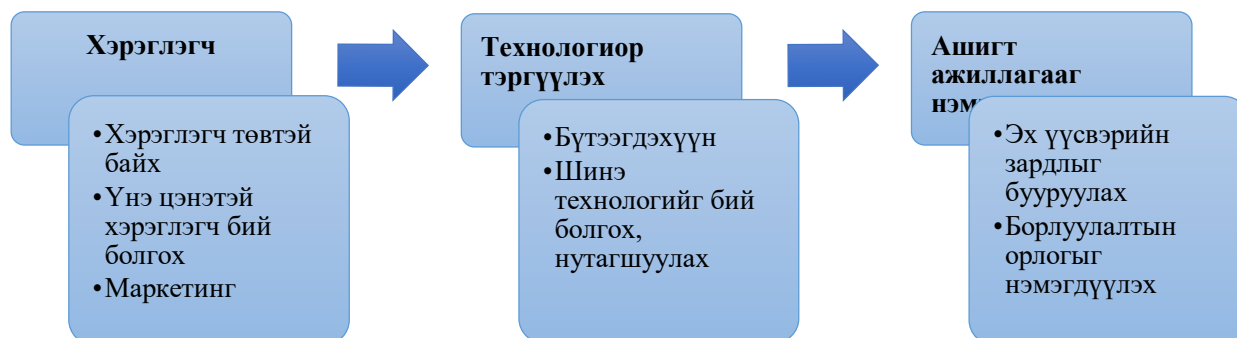 Хэрэглэгч
•Хэрэглэгч төвтэй
байх
•Үнэ цэнэтэй
хэрэглэгч бий
болгох
•Маркетинг
Технологиор
тэргүүлэх
•Бүтээгдэхүүн
•Шинэ
технологийг бий
болгох,
нутагшуулах
Ашигт
ажиллагааг
•Эх үүсвэрийн
зардлыг
бууруулах
•Борлуулалтын
орлогыг
нэмэгдүүлэх